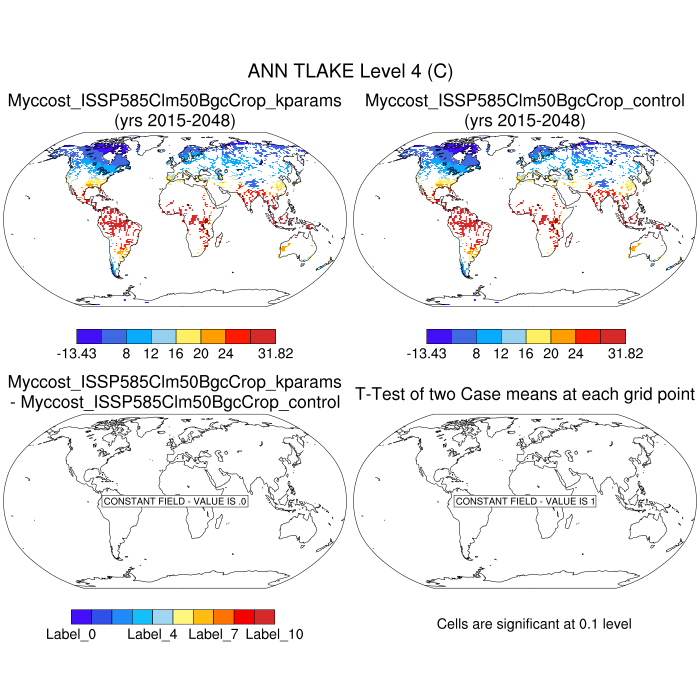 ANN TLAKE Level 4 (C)
Myccost_ISSP585Clm50BgcCrop_kparams
(yrs 2015-2048)
Myccost_ISSP585Clm50BgcCrop_control
(yrs 2015-2048)
-13.43 8 12 16 20 24 31.82
-13.43 8 12 16 20 24 31.82
Myccost_ISSP585Clm50BgcCrop_kparams
- Myccost_ISSP585Clm50BgcCrop_control
T-Test of two Case means at each grid point
CONSTANT FIELD - VALUE IS .0
CONSTANT FIELD - VALUE IS 1
Label_0 Label_4 Label_7 Label_10
Cells are significant at 0.1 level